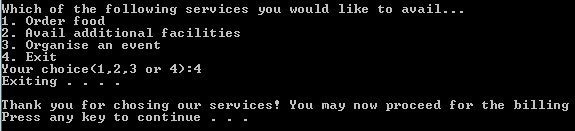 Which of the following services you would like to avail...
1. Order food
2. Avail additional facilities
3. Organise an event
4. Exit
Your choice(1,2,3 or 4):4
Exiting . . . .
Thank you for chosing our services! You may now proceed for the billing
Press any key to continue . . .